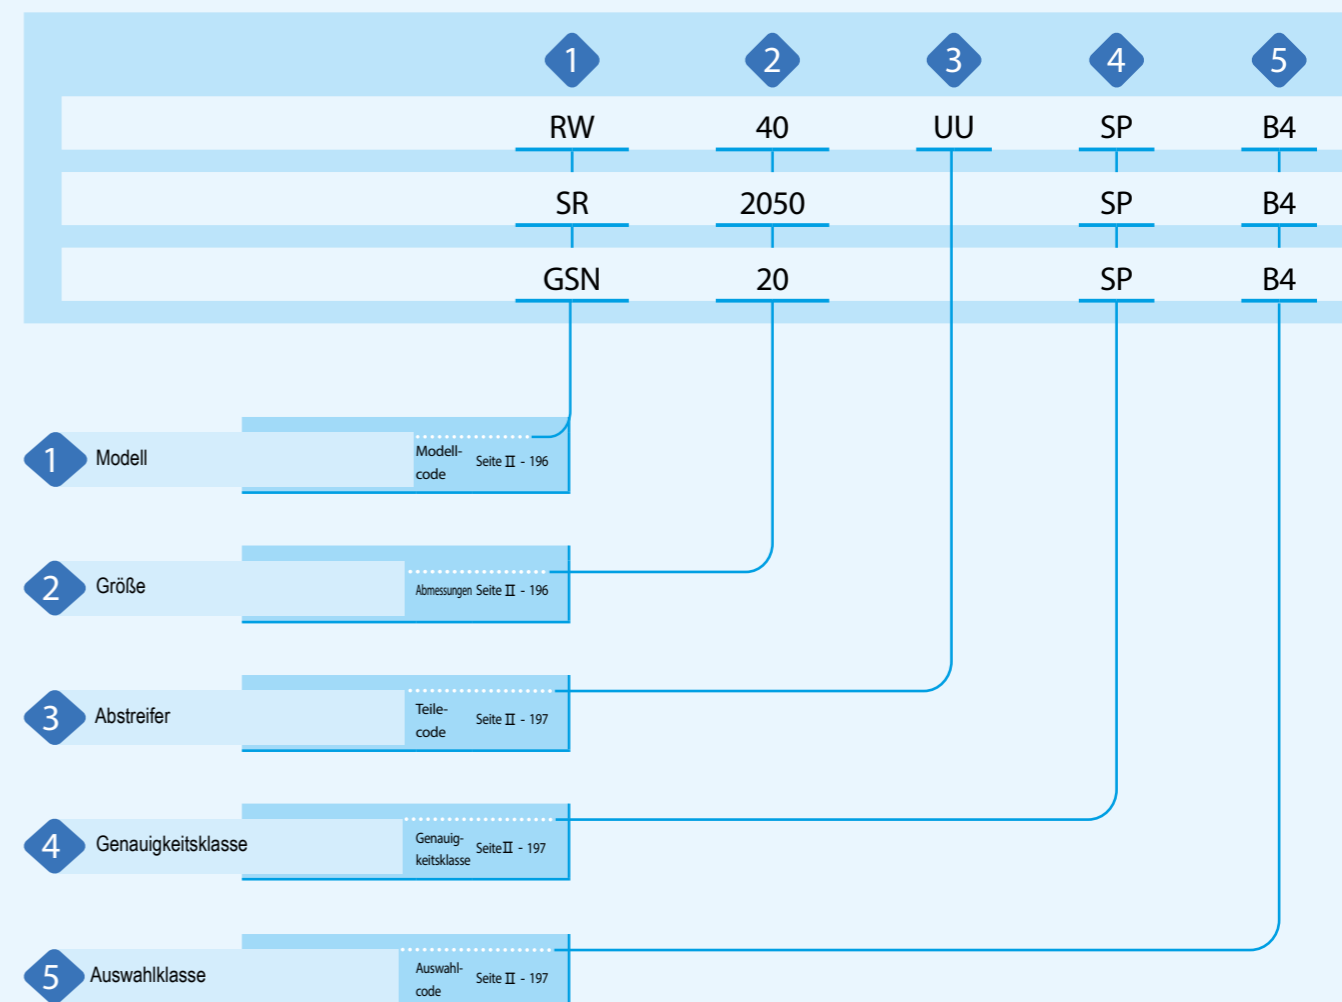 1 2 3 4 5
RW 40 UU SP B4
SR 2050 SP B4
GSN 20 SP B4
1 Modell
Modell-
code
Seite II - 196
2 Größe
Abmessungen Seite II - 196
3 Abstreifer
Teile-
code
Seite II - 197
4 Genauigkeitsklasse
Genauig-
keitsklasse
Seite II - 197
5 Auswahlklasse
Auswahl-
code
Seite II - 197